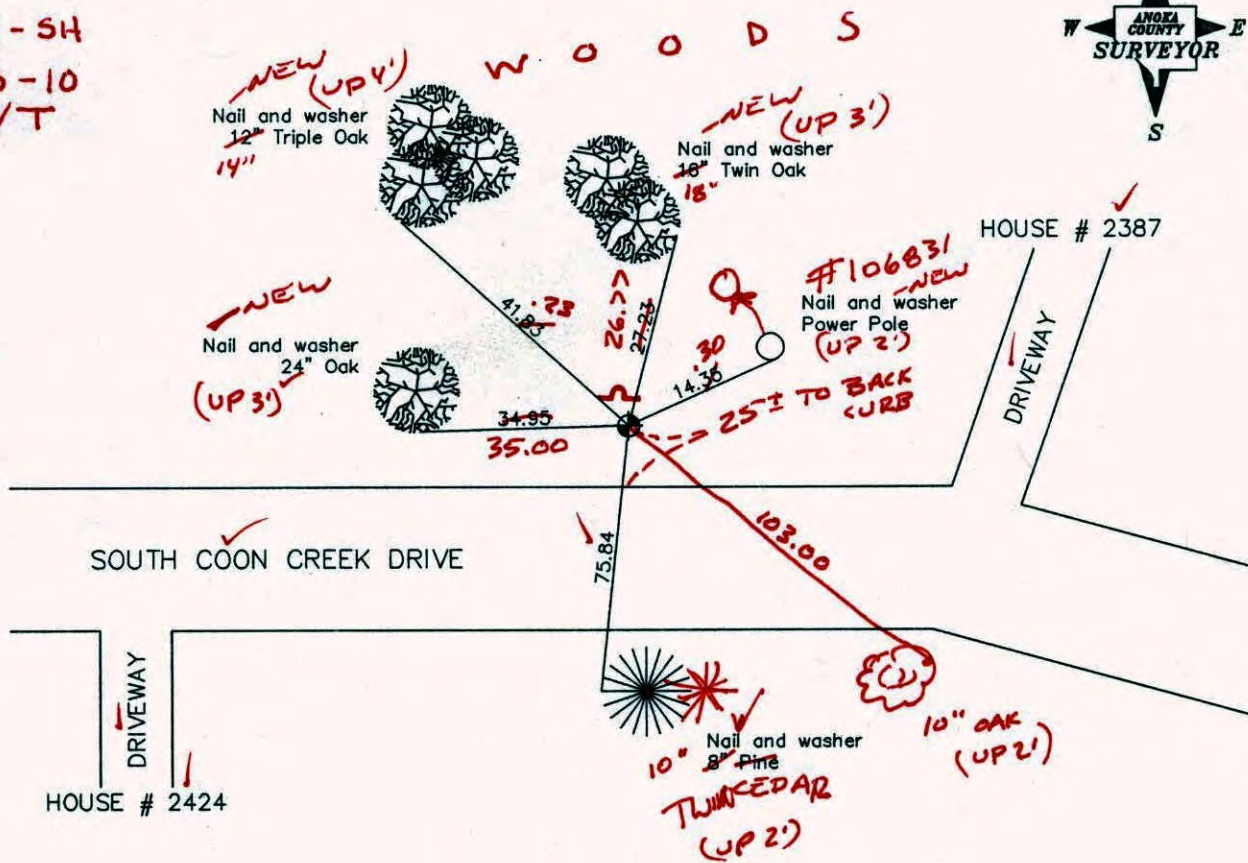 - SH
- 10
/T
W
ANOKA
COUNTY
SURVEYOR
E
S
W O O D S
NEW
(UP 4')
Nail and washer
12" Triple Oak
14"
NEW
(UP 3')
Nail and washer
16" Twin Oak
18"
HOUSE # 2387
#106831
NEW
Nail and washer
Power Pole
(UP 2')
NEW
Nail and washer
24" Oak
(UP 3')
41.83
.23
26.77
27.23
.30
14.35
25'± TO BACK
CURB
DRIVEWAY
34.95
35.00
SOUTH COON CREEK DRIVE
75.84
103.00
DRIVEWAY
HOUSE # 2424
10"
Nail and washer
8" Pine
TWIN CEDAR
(UP 2')
10" OAK
(UP 2')